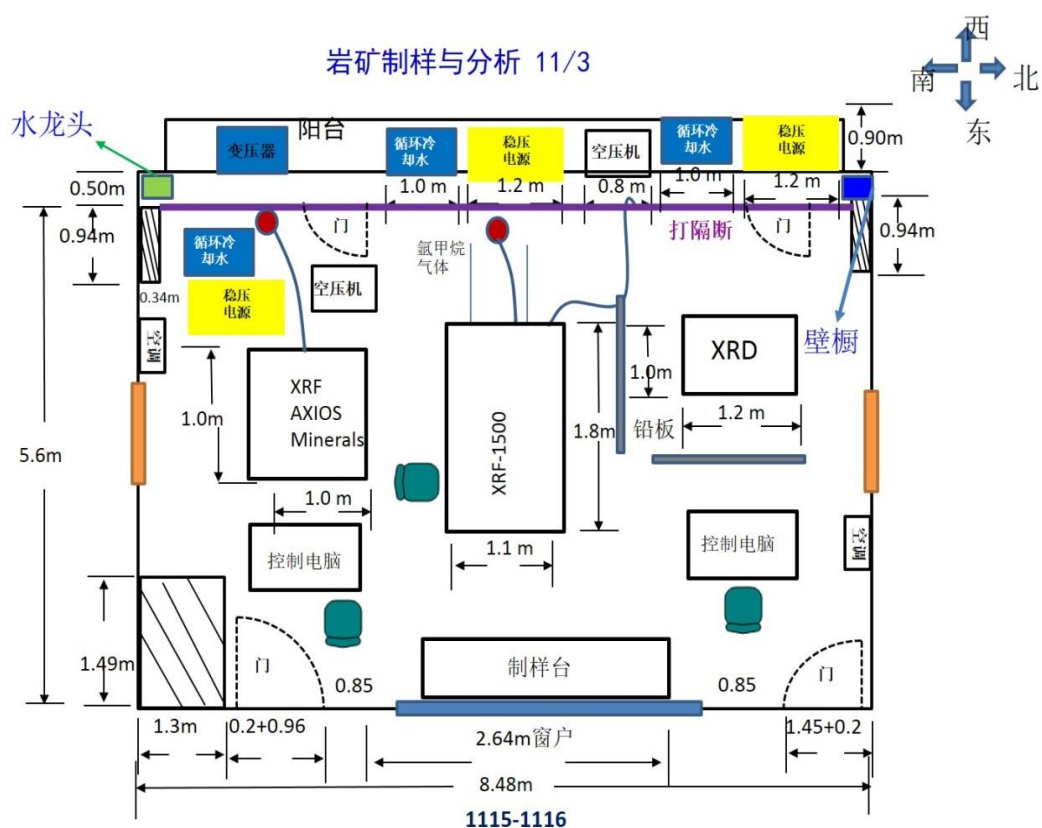 岩矿制样与分析 11/3
西
南
北
东
水龙头
阳台
变压器
循环冷
却水
稳压
电源
空压机
循环冷
却水
稳压
电源
0.90m
0.50m
1.0 m
1.2 m
0.8 m
1.0 m
1.2 m
0.94m
门
氩甲烷
气体
打隔断
门
0.94m
循环冷
却水
空压机
0.34m
稳压
电源
空调
壁橱
XRF
AXIOS
Minerals
1.0m
XRF-1500
1.8m
1.0m
XRD
1.2 m
铅板
5.6m
1.0 m
1.1 m
控制电脑
控制电脑
空调
1.49m
门
0.85
制样台
0.85
门
1.3m
0.2+0.96
2.64m窗户
1.45+0.2
8.48m
1115-1116